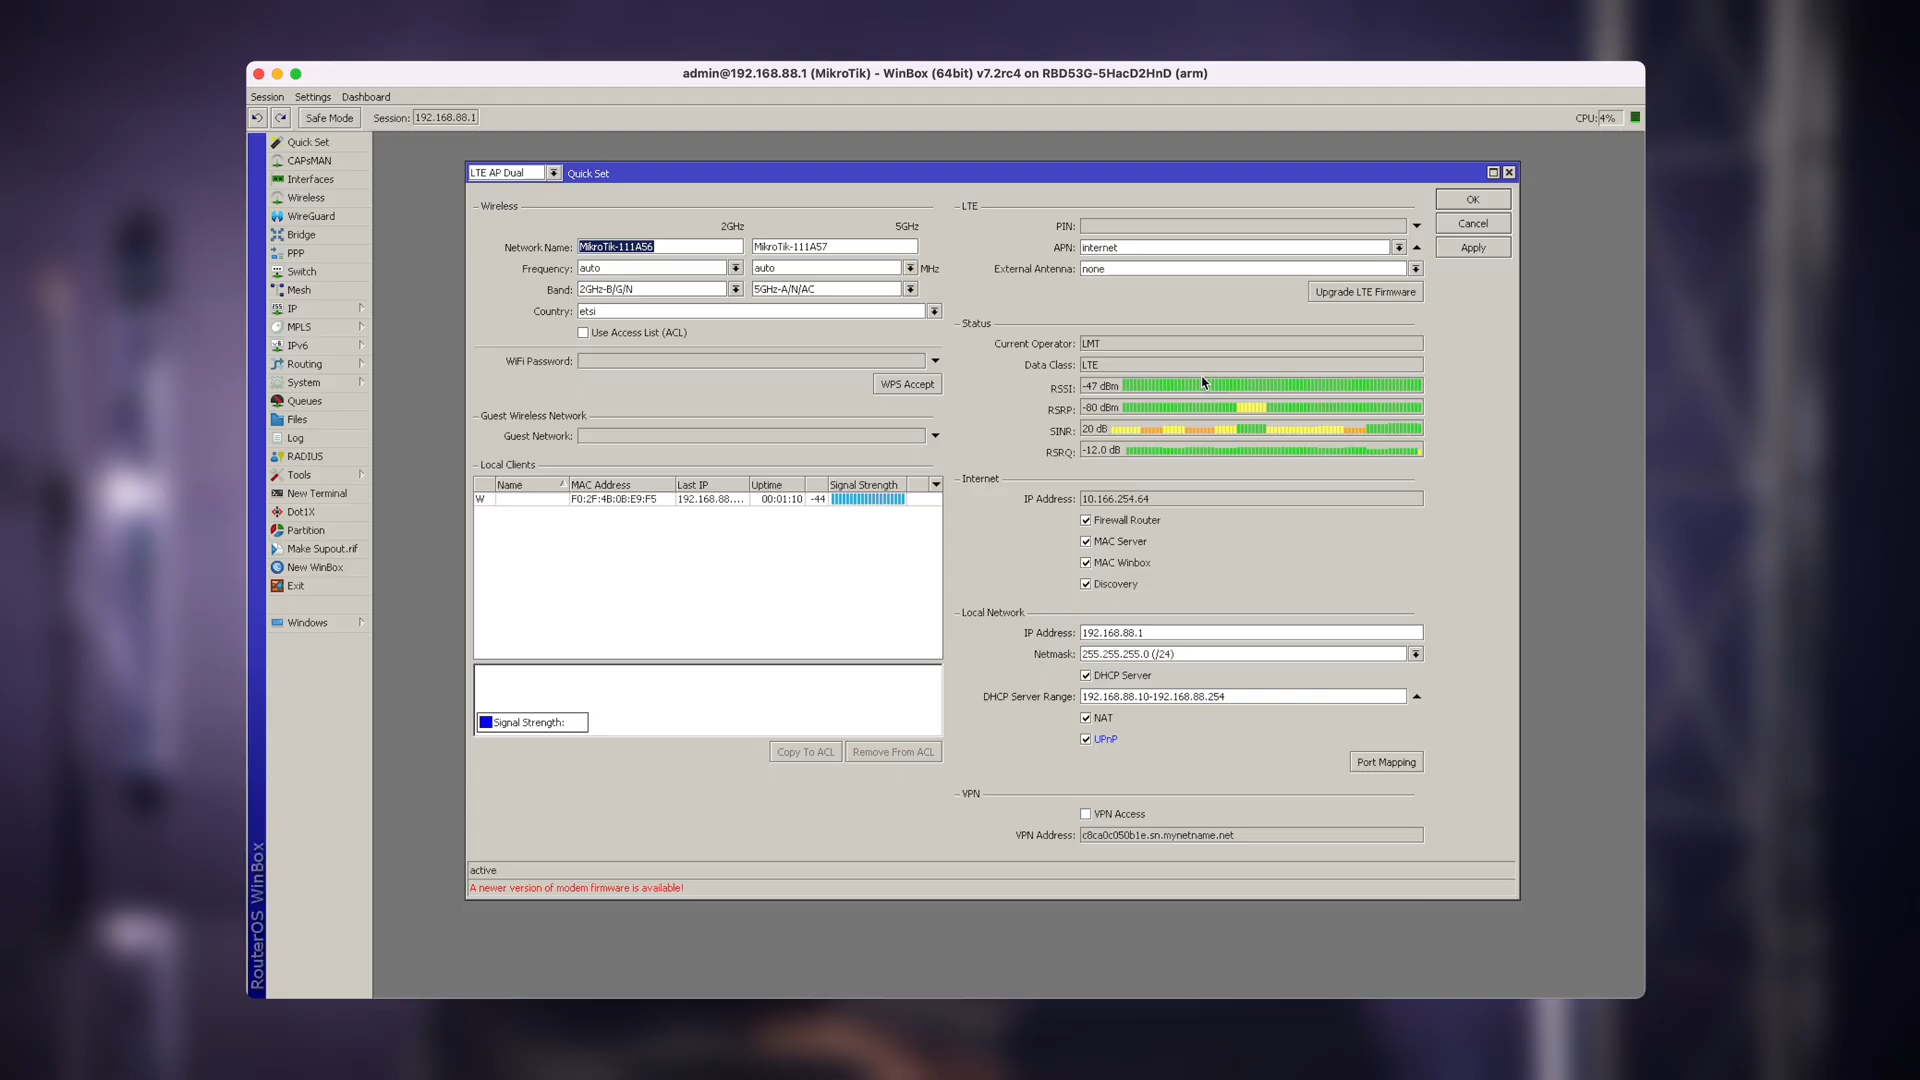 admin@192.168.88.1 (MikroTik) - WinBox (64bit) v7.2rc4 on RBD53G-5HacD2HnD (arm)
Session Settings Dashboard
Safe Mode Session: 192.168.88.1 CPU: 4%
Quick Set
CAPsMAN
Interfaces
Wireless
WireGuard
Bridge
PPP
Switch
Mesh
IP
MPLS
IPv6
Routing
System
Queues
Files
Log
RADIUS
Tools
New Terminal
Dot1X
Partition
Make Supout.rif
New WinBox
Exit
Windows
RouterOS WinBox
LTE AP Dual Quick Set
Wireless
2GHz 5GHz
Network Name: MikroTik-111A56 MikroTik-111A57
Frequency: auto auto MHz
Band: 2GHz-B/G/N 5GHz-A/N/AC
Country: etsi
Use Access List (ACL)
WiFi Password:
WPS Accept
Guest Wireless Network
Guest Network:
Local Clients
Name MAC Address Last IP Uptime Signal Strength
W F0:2F:4B:0B:E9:F5 192.168.88.... 00:01:10 -44
Signal Strength:
Copy To ACL Remove From ACL
LTE
PIN:
APN: internet
External Antenna: none
Upgrade LTE Firmware
Status
Current Operator: LMT
Data Class: LTE
RSSI: -47 dBm
RSRP: -80 dBm
SINR: 20 dB
RSRQ: -12.0 dB
Internet
IP Address: 10.166.254.64
Firewall Router
MAC Server
MAC Winbox
Discovery
Local Network
IP Address: 192.168.88.1
Netmask: 255.255.255.0 (/24)
DHCP Server
DHCP Server Range: 192.168.88.10-192.168.88.254
NAT
UPnP
Port Mapping
VPN
VPN Access
VPN Address: c8ca0c050b1e.sn.mynetname.net
OK
Cancel
Apply
active
A newer version of modem firmware is available!